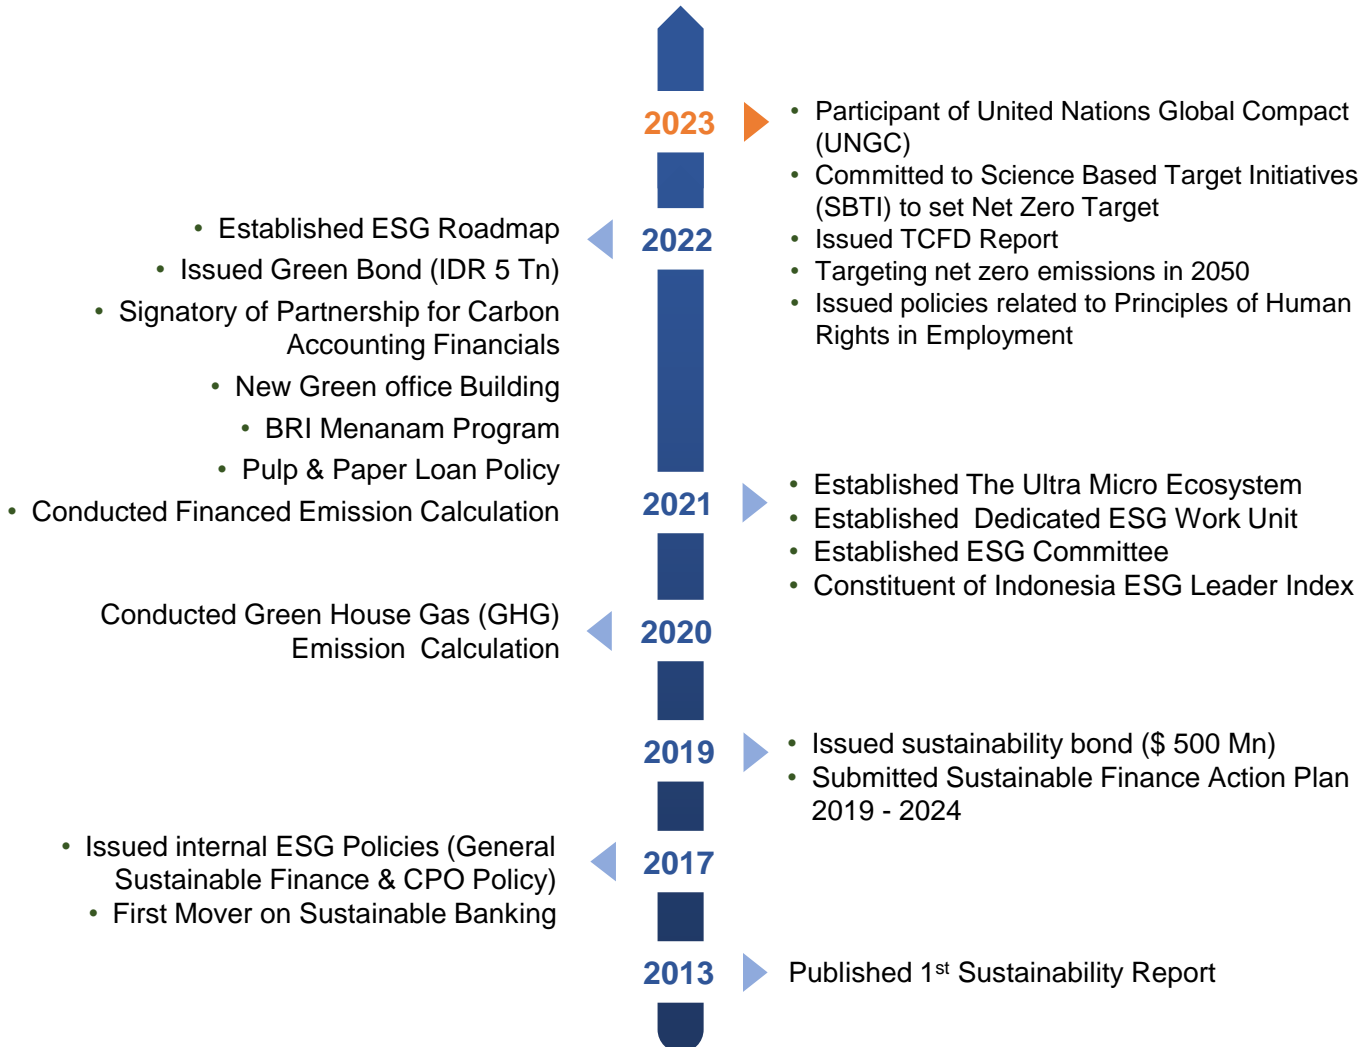 2023
• Participant of United Nations Global Compact
(UNGC)
• Committed to Science Based Target Initiatives
(SBTI) to set Net Zero Target
• Issued TCFD Report
• Targeting net zero emissions in 2050
• Issued policies related to Principles of Human
Rights in Employment
2022
• Established ESG Roadmap
• Issued Green Bond (IDR 5 Tn)
• Signatory of Partnership for Carbon
Accounting Financials
• New Green office Building
• BRI Menanam Program
• Pulp & Paper Loan Policy
• Conducted Financed Emission Calculation
2021
• Established The Ultra Micro Ecosystem
• Established Dedicated ESG Work Unit
• Established ESG Committee
• Constituent of Indonesia ESG Leader Index
2020
Conducted Green House Gas (GHG)
Emission Calculation
2019
• Issued sustainability bond ($ 500 Mn)
• Submitted Sustainable Finance Action Plan
2019 - 2024
2017
• Issued internal ESG Policies (General
Sustainable Finance & CPO Policy)
• First Mover on Sustainable Banking
2013
Published 1st Sustainability Report